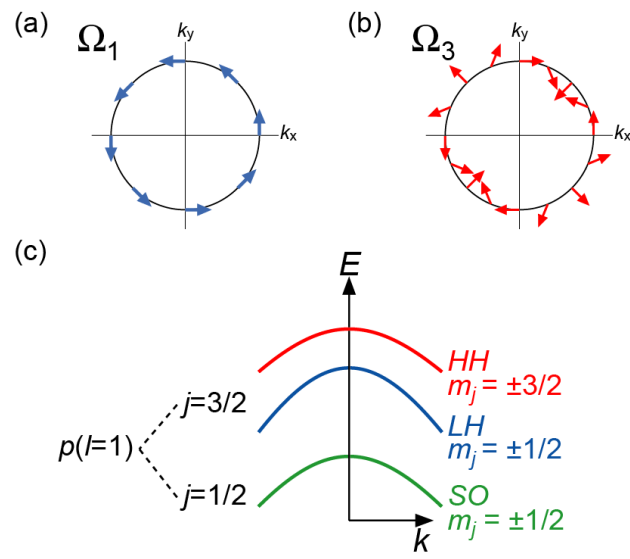 (a)
Ω1
ky
kx
(b)
Ω3
ky
kx
(c)
E
HH
mj = ±3/2
j=3/2
LH
mj = ±1/2
p(l=1)
j=1/2
SO
mj = ±1/2
k